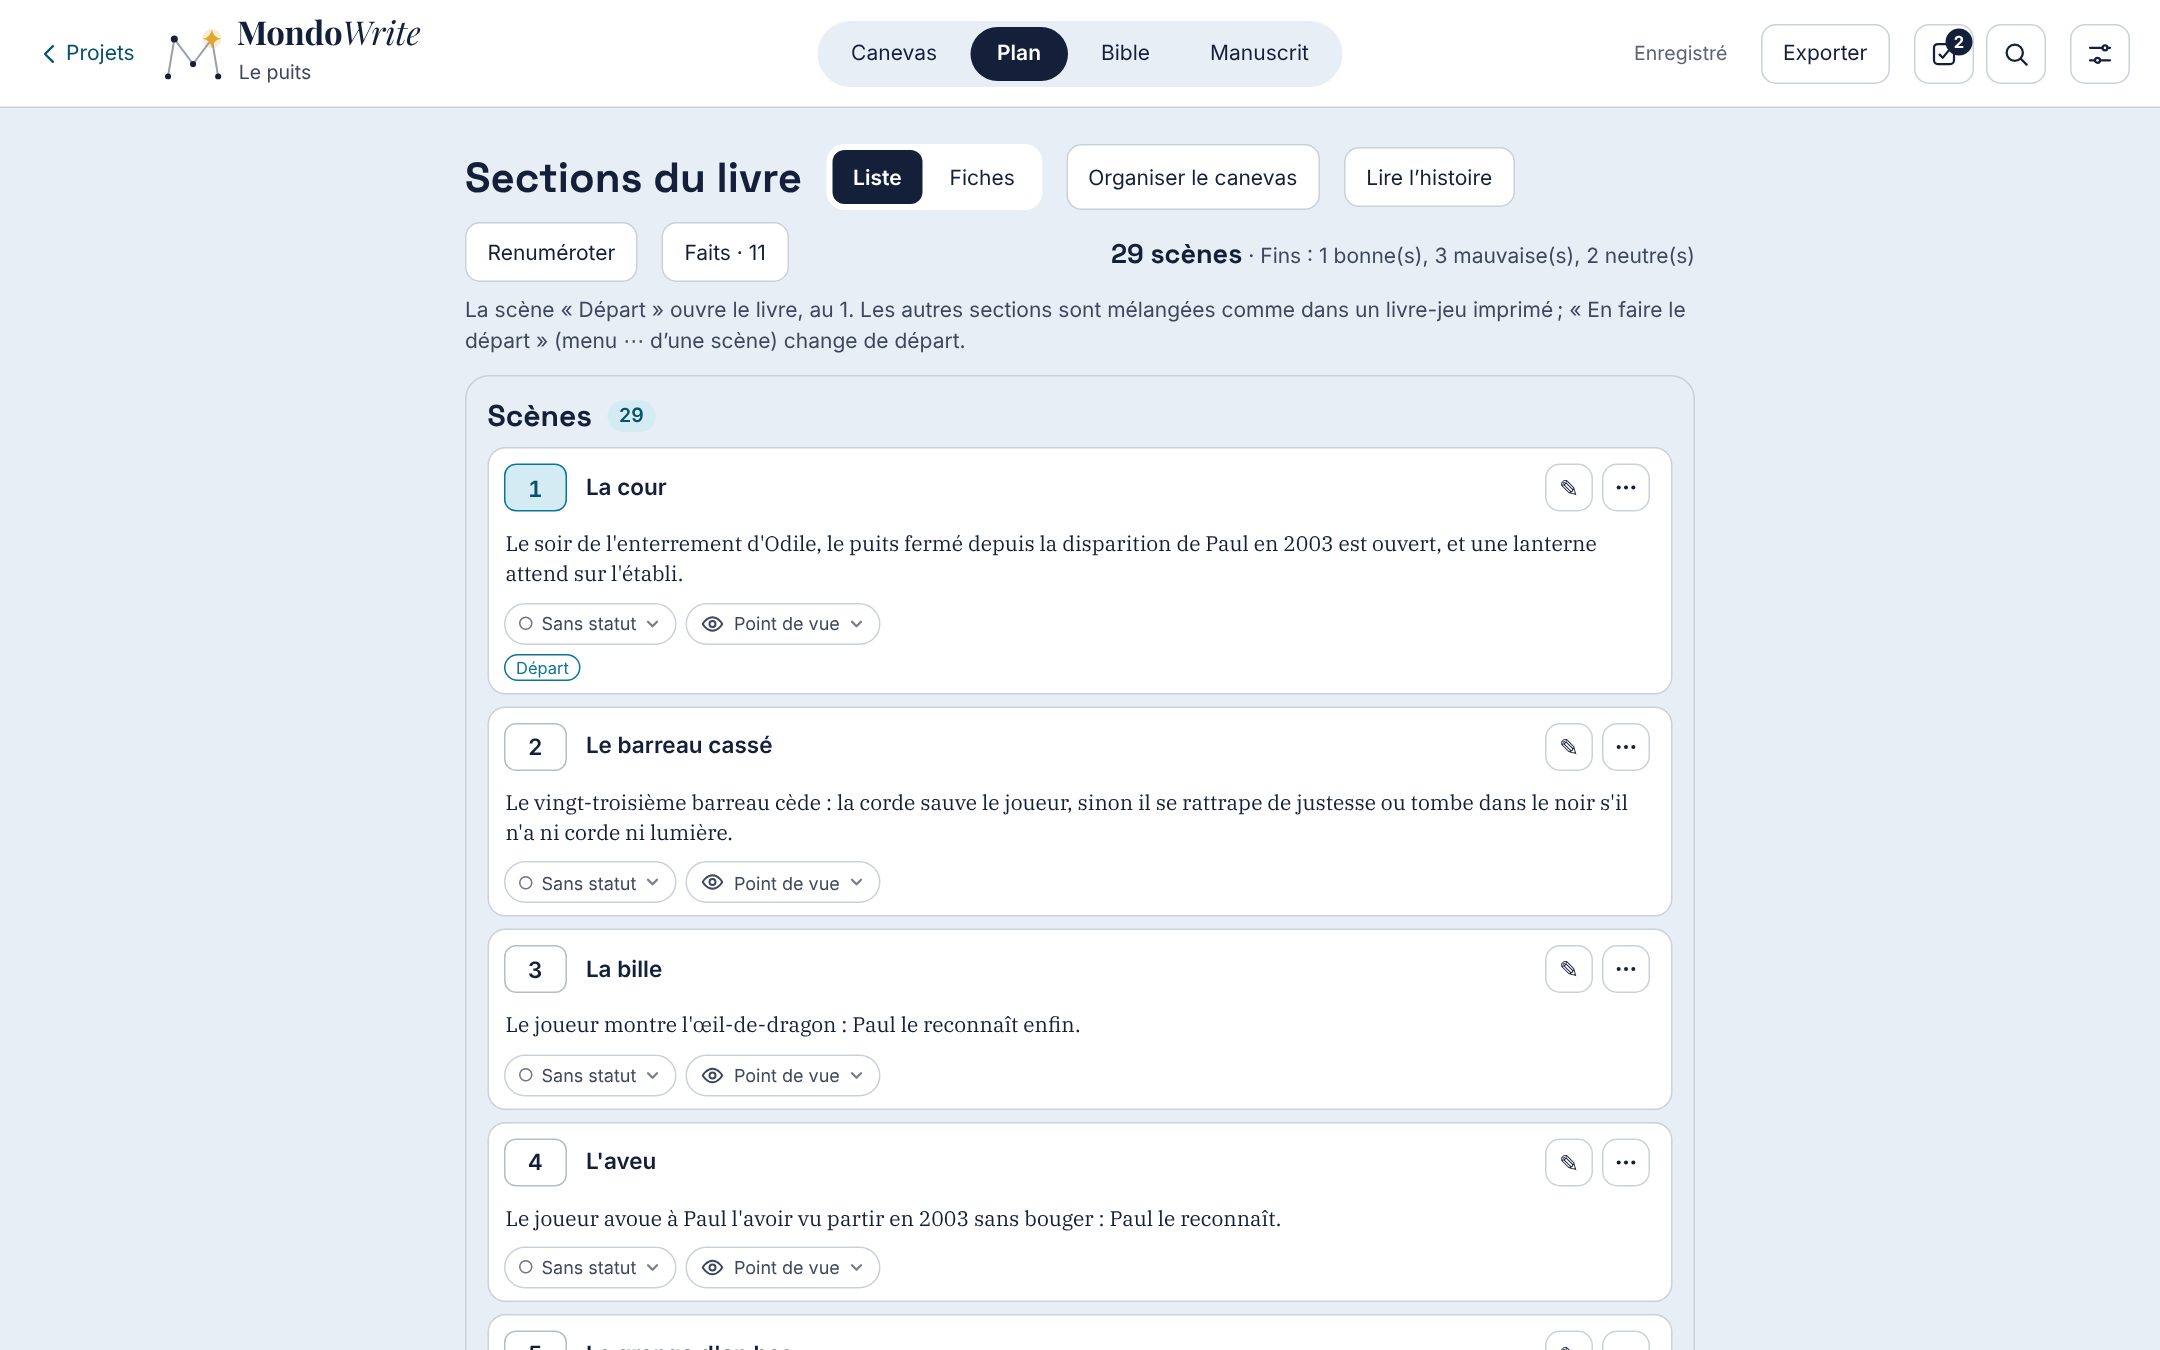 Projets
MondoWrite
Le puits
Canevas Plan Bible Manuscrit
Enregistré
Exporter
2
Sections du livre
Liste Fiches
Organiser le canevas
Lire l’histoire
Renuméroter
Faits · 11
29 scènes · Fins : 1 bonne(s), 3 mauvaise(s), 2 neutre(s)
La scène « Départ » ouvre le livre, au 1. Les autres sections sont mélangées comme dans un livre-jeu imprimé ; « En faire le
départ » (menu ··· d’une scène) change de départ.
Scènes 29
1 La cour
Le soir de l'enterrement d'Odile, le puits fermé depuis la disparition de Paul en 2003 est ouvert, et une lanterne
attend sur l'établi.
Sans statut Point de vue
Départ
2 Le barreau cassé
Le vingt-troisième barreau cède : la corde sauve le joueur, sinon il se rattrape de justesse ou tombe dans le noir s'il
n'a ni corde ni lumière.
Sans statut Point de vue
3 La bille
Le joueur montre l'œil-de-dragon : Paul le reconnaît enfin.
Sans statut Point de vue
4 L'aveu
Le joueur avoue à Paul l'avoir vu partir en 2003 sans bouger : Paul le reconnaît.
Sans statut Point de vue